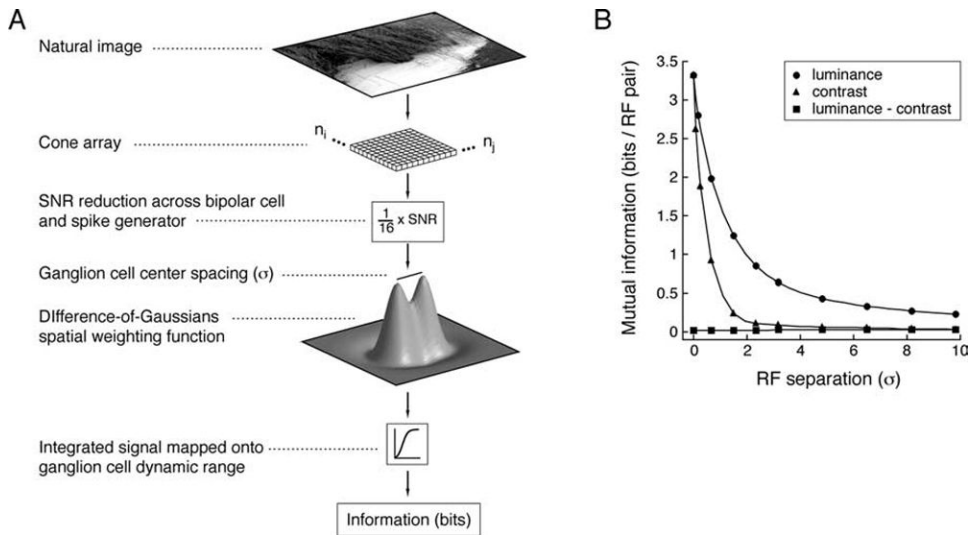 A
Natural image
Cone array
n_i
n_j
SNR reduction across bipolar cell
and spike generator
1/16 x SNR
Ganglion cell center spacing (σ)
DIfference-of-Gaussians
spatial weighting function
Integrated signal mapped onto
ganglion cell dynamic range
Information (bits)
B
Mutual information (bits / RF pair)
3.5
3
2.5
2
1.5
1
0.5
0
luminance
contrast
luminance - contrast
0 2 4 6 8 10
RF separation (σ)